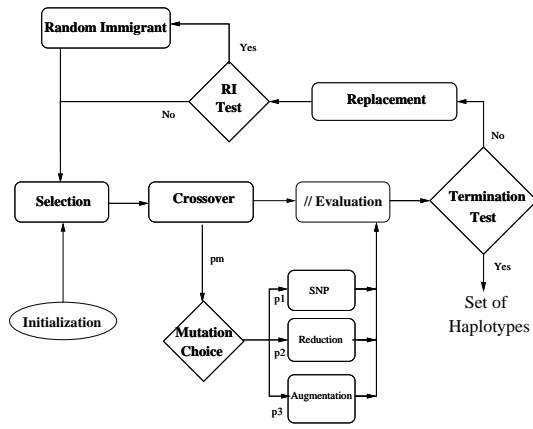 Random Immigrant
Yes
RI
Test
No
Replacement
No
Selection
Crossover
// Evaluation
Termination
Test
pm
Yes
Initialization
Mutation
Choice
p1
SNP
p2
Reduction
p3
Augmentation
Set of
Haplotypes